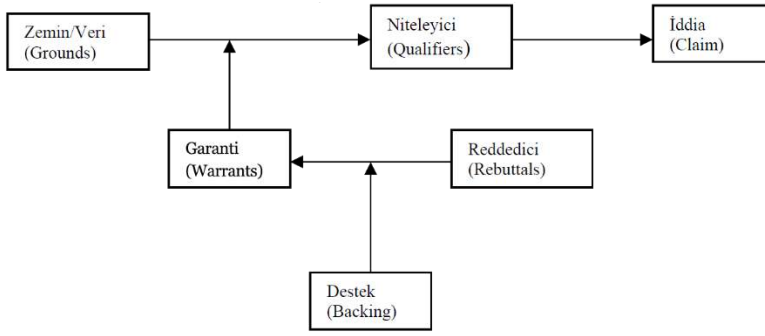 Zemin/Veri
(Grounds)
Niteleyici
(Qualifiers)
İddia
(Claim)
Garanti
(Warrants)
Reddedici
(Rebuttals)
Destek
(Backing)